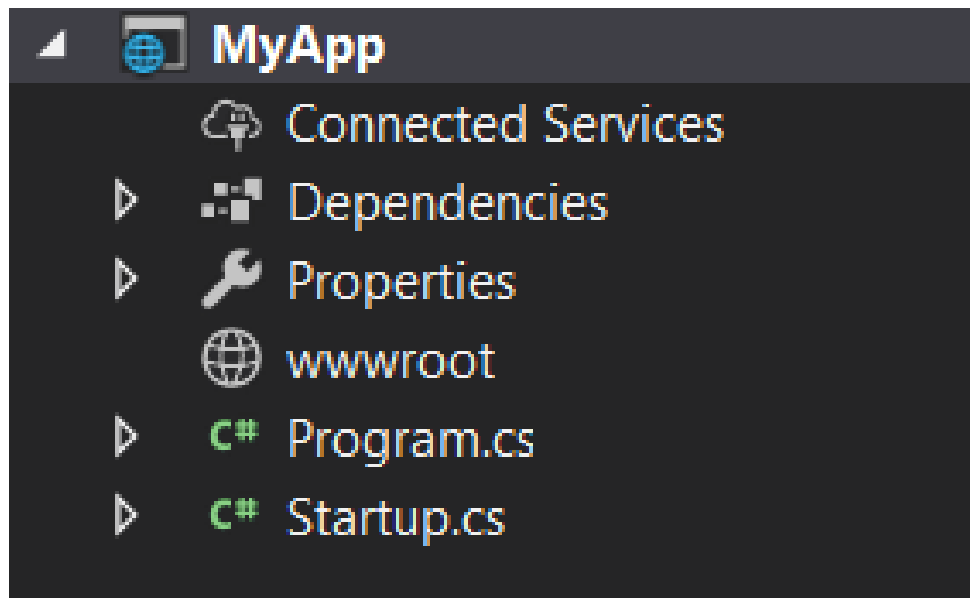 MyApp
Connected Services
Dependencies
Properties
wwwroot
C# Program.cs
C# Startup.cs